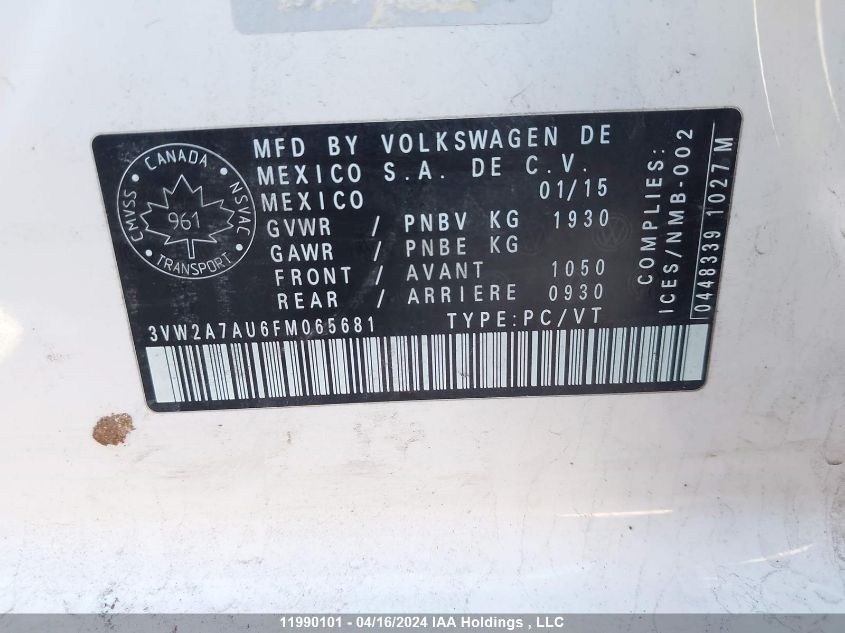 MFD BY VOLKSWAGEN DE
MEXICO S.A. DE C.V.
MEXICO 01/15
GVWR / PNBV KG 1930
GAWR / PNBE KG
FRONT / AVANT 1050
REAR / ARRIERE 0930
3VW2A7AU6FM065681 TYPE:PC/VT
CANADA
CMVSS NSVAC
961
TRANSPORT
COMPLIES:
ICES/NMB-002
0448339 1027 M
11990101 - 04/16/2024 IAA Holdings , LLC